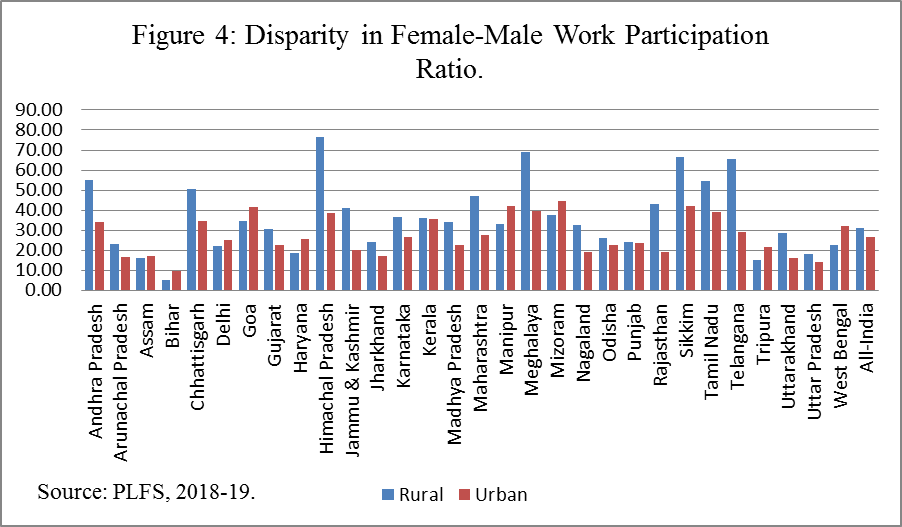 Figure 4: Disparity in Female-Male Work Participation
Ratio.
90.00
80.00
70.00
60.00
50.00
40.00
30.00
20.00
10.00
0.00
Andhra Pradesh
Arunachal Pradesh
Assam
Bihar
Chhattisgarh
Delhi
Goa
Gujarat
Haryana
Himachal Pradesh
Jammu & Kashmir
Jharkhand
Karnataka
Kerala
Madhya Pradesh
Maharashtra
Manipur
Meghalaya
Mizoram
Nagaland
Odisha
Punjab
Rajasthan
Sikkim
Tamil Nadu
Telangana
Tripura
Uttarakhand
Uttar Pradesh
West Bengal
All-India
Source: PLFS, 2018-19.
Rural Urban